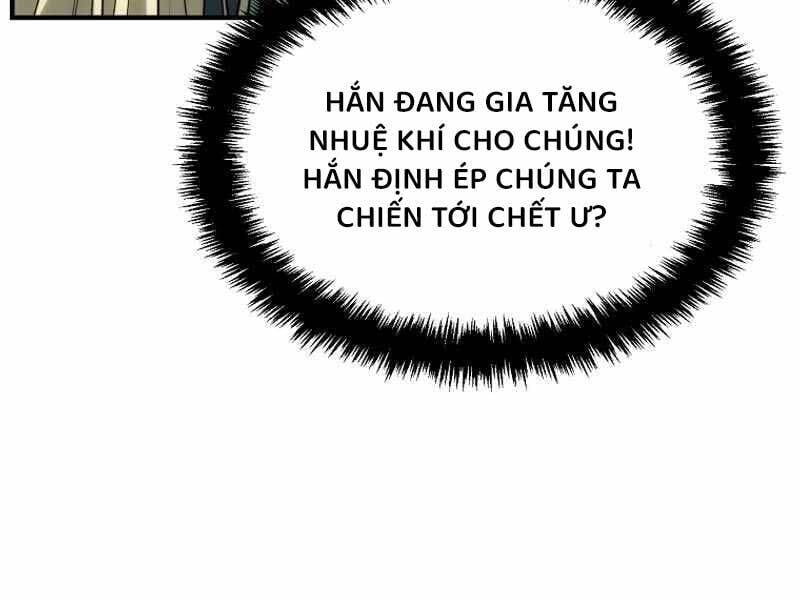 HẮN ĐANG GIA TĂNG
NHUỆ KHÍ CHO CHÚNG!
HẮN ĐỊNH ÉP CHÚNG TA
CHIẾN TỚI CHẾT Ư?